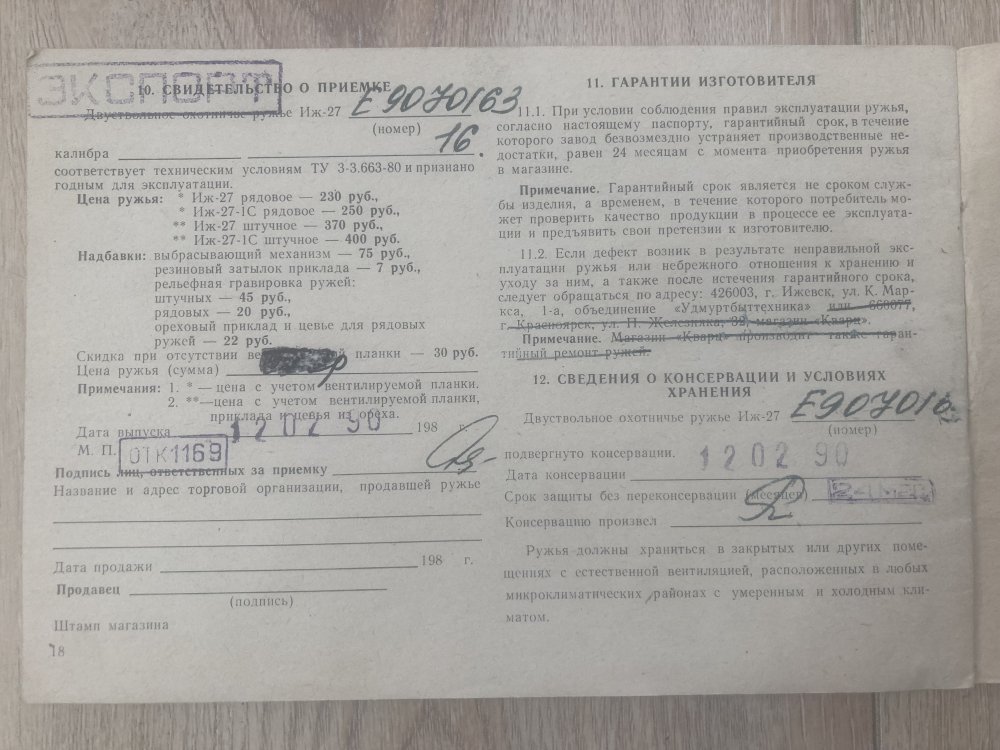 ЭКСПОРТ
10. СВИДЕТЕЛЬСТВО О ПРИЕМКЕ
Двуствольное охотничье ружье Иж-27 Е9070163
(номер)
калибра 16.
соответствует техническим условиям ТУ 3-3.663-80 и признано
годным для эксплуатации.
Цена ружья: * Иж-27 рядовое — 230 руб.,
* Иж-27-1С рядовое — 250 руб.,
** Иж-27 штучное — 370 руб.,
** Иж-27-1С штучное — 400 руб.
Надбавки: выбрасывающий механизм — 75 руб.,
резиновый затылок приклада — 7 руб.,
рельефная гравировка ружей:
штучных — 45 руб.,
рядовых — 20 руб.,
ореховый приклад и цевье для рядовых
ружей — 22 руб.
Скидка при отсутствии планки — 30 руб.
Цена ружья (сумма)
Примечания: 1. * — цена с учетом вентилируемой планки.
2. **—цена с учетом вентилируемой планки,
приклада и цевья из ореха.
Дата выпуска 12 02 90 198 г.
М. П. ОТК1169
Подпись лиц, ответственных за приемку
Название и адрес торговой организации, продавшей ружье
Дата продажи 198 г.
Продавец
(подпись)
Штамп магазина
18
11. ГАРАНТИИ ИЗГОТОВИТЕЛЯ
11.1. При условии соблюдения правил эксплуатации ружья,
согласно настоящему паспорту, гарантийный срок, в течение
которого завод безвозмездно устраняет производственные не-
достатки, равен 24 месяцам с момента приобретения ружья
в магазине.
Примечание. Гарантийный срок является не сроком служ-
бы изделия, а временем, в течение которого потребитель мо-
жет проверить качество продукции в процессе ее эксплуата-
ции и предъявить свои претензии к изготовителю.
11.2. Если дефект возник в результате неправильной экс-
плуатации ружья или небрежного отношения к хранению и
уходу за ним, а также после истечения гарантийного срока,
следует обращаться по адресу: 426003, г. Ижевск, ул. К. Мар-
кса, 1-а, объединение «Удмуртбыттехника» или 660077,
г. Красноярск, ул. П. Железняка, 32, магазин «Кварц».
Примечание. Магазин «Кварц» производит также гаран-
тийный ремонт ружей.
12. СВЕДЕНИЯ О КОНСЕРВАЦИИ И УСЛОВИЯХ
ХРАНЕНИЯ
Двуствольное охотничье ружье Иж-27
(номер)
подвергнуто консервации.
Дата консервации 12 02 90
Срок защиты без переконсервации (месяцев)
Консервацию произвел
Ружья должны храниться в закрытых или других поме-
щениях с естественной вентиляцией, расположенных в любых
микроклиматических районах с умеренным и холодным кли-
матом.